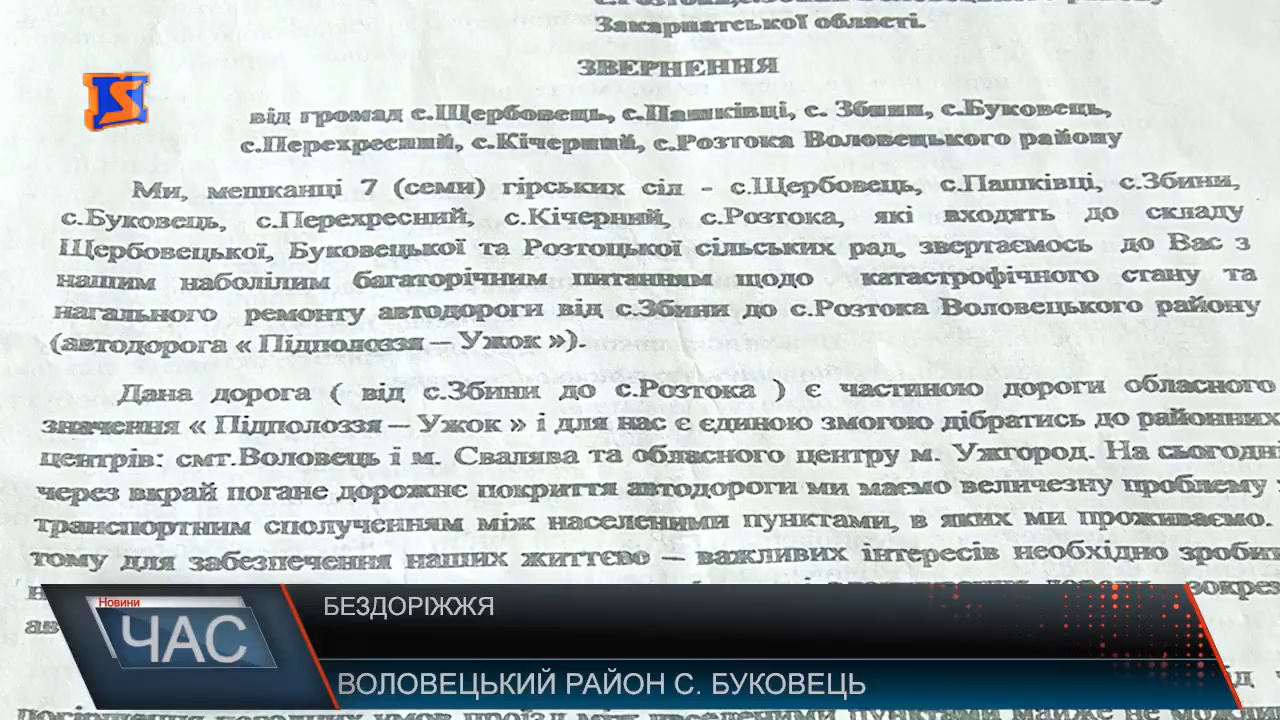 Закарпатської області.
ЗВЕРНЕННЯ
від громад с.Щербовець, с.Пашківці, с. Збини, с.Буковець,
с.Перехресний, с.Кічерний, с.Розтока Воловецького району
Ми, мешканці 7 (семи) гірських сіл - с.Щербовець, с.Пашківці, с.Збини,
с.Буковець, с.Перехресний, с.Кічерний, с.Розтока, які входять до складу
Щербовецької, Буковецької та Розтоцької сільських рад, звертаємось до Вас з
нашим наболілим багаторічним питанням щодо катастрофічного стану та
нагального ремонту автодороги від с.Збини до с.Розтока Воловецького району
(автодорога « Підполоззя – Ужок »).
Дана дорога ( від с.Збини до с.Розтока ) є частиною дороги обласного
значення « Підполоззя – Ужок » і для нас є єдиною змогою дібратись до районних
центрів: смт.Воловець і м. Свалява та обласного центру м. Ужгород. На сьогодні
через вкрай погане дорожнє покриття автодороги ми маємо величезну проблему
транспортним сполученням між населеними пунктами, в яких ми проживаємо.
тому для забезпечення наших життєво – важливих інтересів необхідно зробит
Новини
ЧАС
БЕЗДОРІЖЖЯ
ВОЛОВЕЦЬКИЙ РАЙОН С. БУКОВЕЦЬ